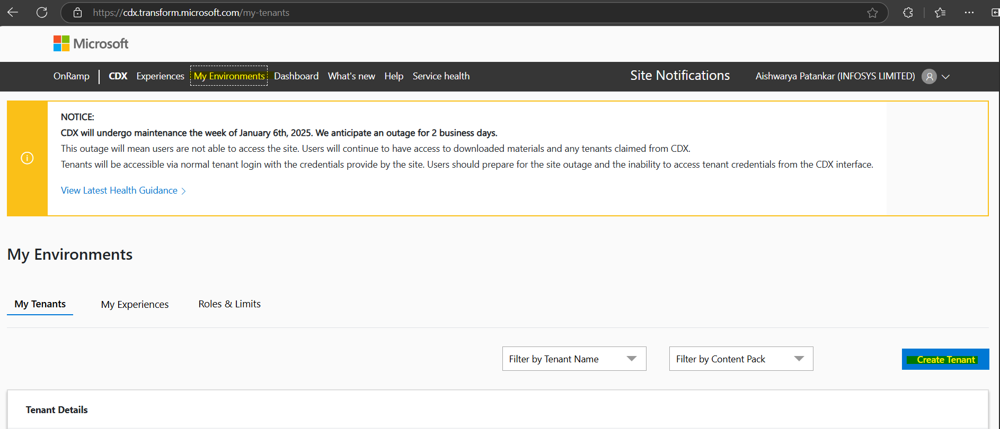 https://cdx.transform.microsoft.com/my-tenants
Microsoft
OnRamp | CDX Experiences My Environments Dashboard What's new Help Service health Site Notifications Aishwarya Patankar (INFOSYS LIMITED)
NOTICE:
CDX will undergo maintenance the week of January 6th, 2025. We anticipate an outage for 2 business days.
This outage will mean users are not able to access the site. Users will continue to have access to downloaded materials and any tenants claimed from CDX.
Tenants will be accessible via normal tenant login with the credentials provide by the site. Users should prepare for the site outage and the inability to access tenant credentials from the CDX interface.
View Latest Health Guidance
My Environments
My Tenants My Experiences Roles & Limits
Filter by Tenant Name Filter by Content Pack Create Tenant
Tenant Details